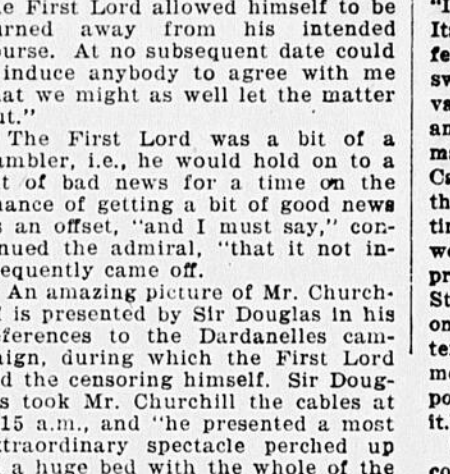 e First Lord allowed himself to be
urned away from his intended
ourse. At no subsequent date could
induce anybody to agree with me
at we might as well let the matter
ut."
The First Lord was a bit of a
ambler, i.e., he would hold on to a
t of bad news for a time on the
hance of getting a bit of good news
s an offset, "and I must say," con-
nued the admiral, "that it not in-
equently came off.
An amazing picture of Mr. Church-
is presented by Sir Douglas in his
ferences to the Dardanelles cam-
aign, during which the First Lord
d the censoring himself. Sir Doug-
s took Mr. Churchill the cables at
15 a.m., and "he presented a most
xtraordinary spectacle perched up
a huge bed with the whole of the
"I
Its
fe
sv
va
an
ma
Ca
th
tin
we
pr
St
on
te
me
po
it.
co